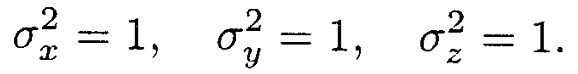 σ_x^2 = 1, σ_y^2 = 1, σ_z^2 = 1.